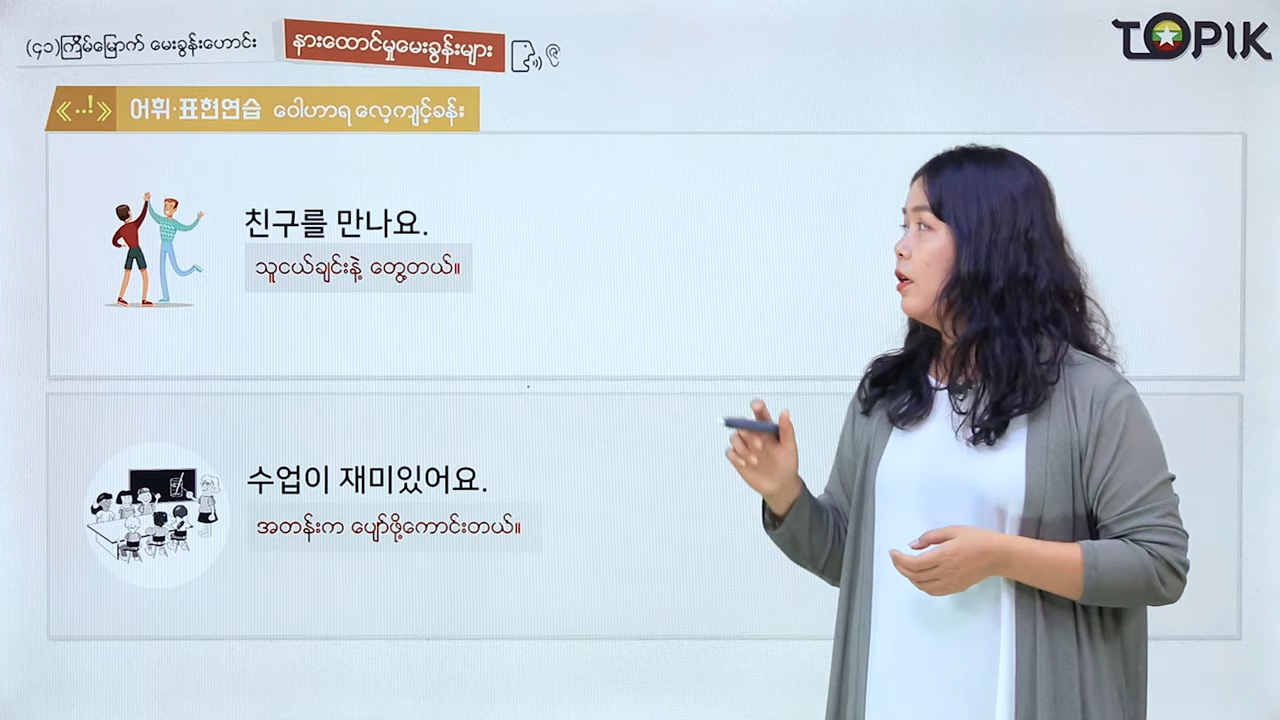 (၄၁)ကြိမ်မြောက် မေးခွန်းဟောင်း
နားထောင်မှုမေးခွန်းများ
TOPIK
어휘·표현연습 ဝေါဟာရ လေ့ကျင့်ခန်း
친구를 만나요.
သူငယ်ချင်းနဲ့ တွေ့တယ်။
수업이 재미있어요.
အတန်းက ပျော်ဖို့ကောင်းတယ်။